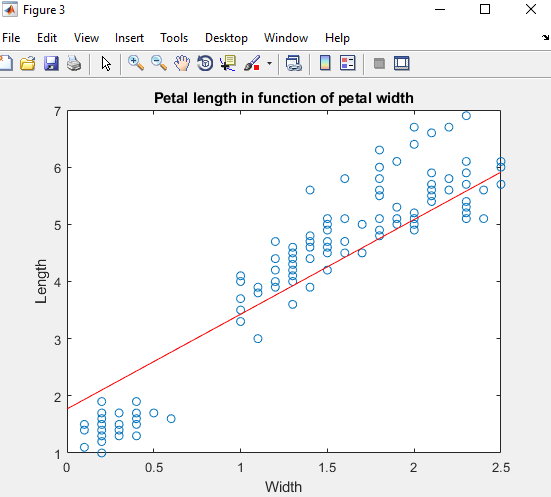 Figure 3
File Edit View Insert Tools Desktop Window Help
Petal length in function of petal width
7
6
5
4
3
2
1
Length
0 0.5 1 1.5 2 2.5
Width